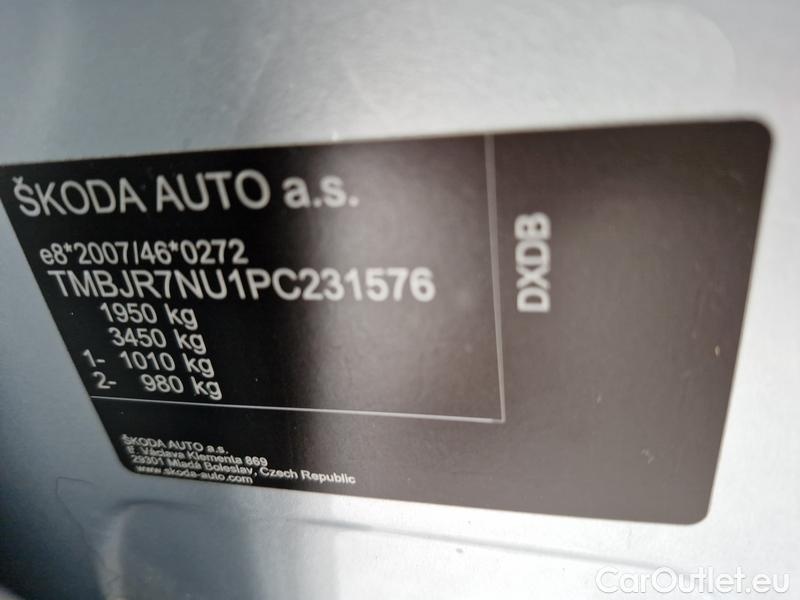 ŠKODA AUTO a.s.
e8*2007/46*0272
TMBJR7NU1PC231576
1950 kg
3450 kg
1- 1010 kg
2- 980 kg
DXDB
ŠKODA AUTO a.s.
tř. Václava Klementa 869
29301 Mladá Boleslav, Czech Republic
www.skoda-auto.com
CarOutlet.eu